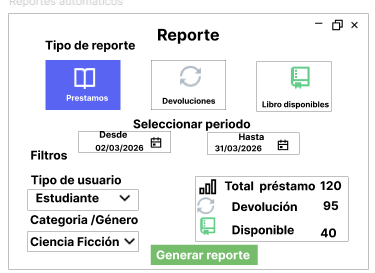 Reportes automáticos
Reporte
Tipo de reporte
Prestamos
Devoluciones
Libro disponibles
Seleccionar periodo
Desde
02/03/2026
Hasta
31/03/2026
Filtros
Tipo de usuario
Estudiante
Categoria /Género
Ciencia Ficción
Total préstamo 120
Devolución 95
Disponible 40
Generar reporte